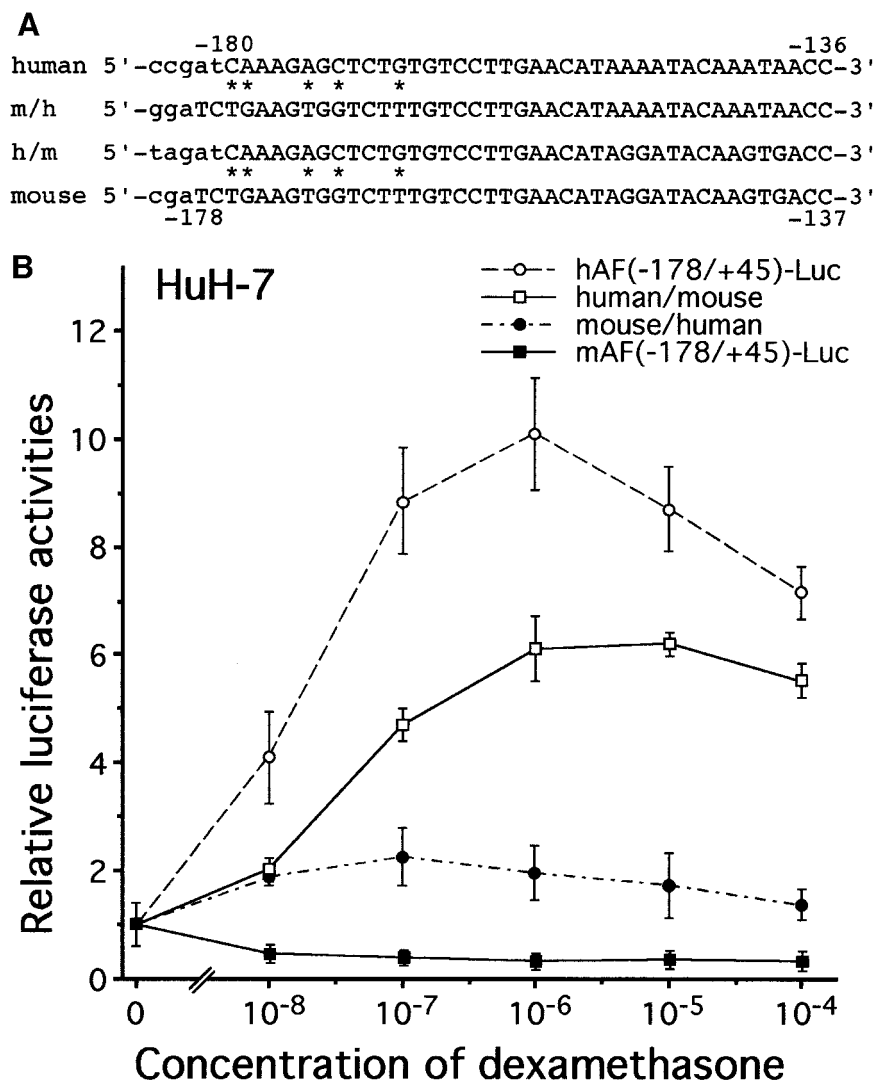 A
-180 -136
human 5'-ccgatCAAAGAGCTCTGTGTCCTTGAACATAAAATACAAATAACC-3'
** * * *
m/h 5'-ggaTCTGAAGTGGTCTTTGTCCTTGAACATAAAATACAAATAACC-3'
h/m 5'-tagatCAAAGAGCTCTGTGTCCTTGAACATAGGATACAAGTGACC-3'
** * * *
mouse 5'-cgaTCTGAAGTGGTCTTTGTCCTTGAACATAGGATACAAGTGACC-3'
-178 -137
B
HuH-7
hAF(-178/+45)-Luc
human/mouse
mouse/human
mAF(-178/+45)-Luc
Relative luciferase activities
12
10
8
6
4
2
0
0 10-8 10-7 10-6 10-5 10-4
Concentration of dexamethasone